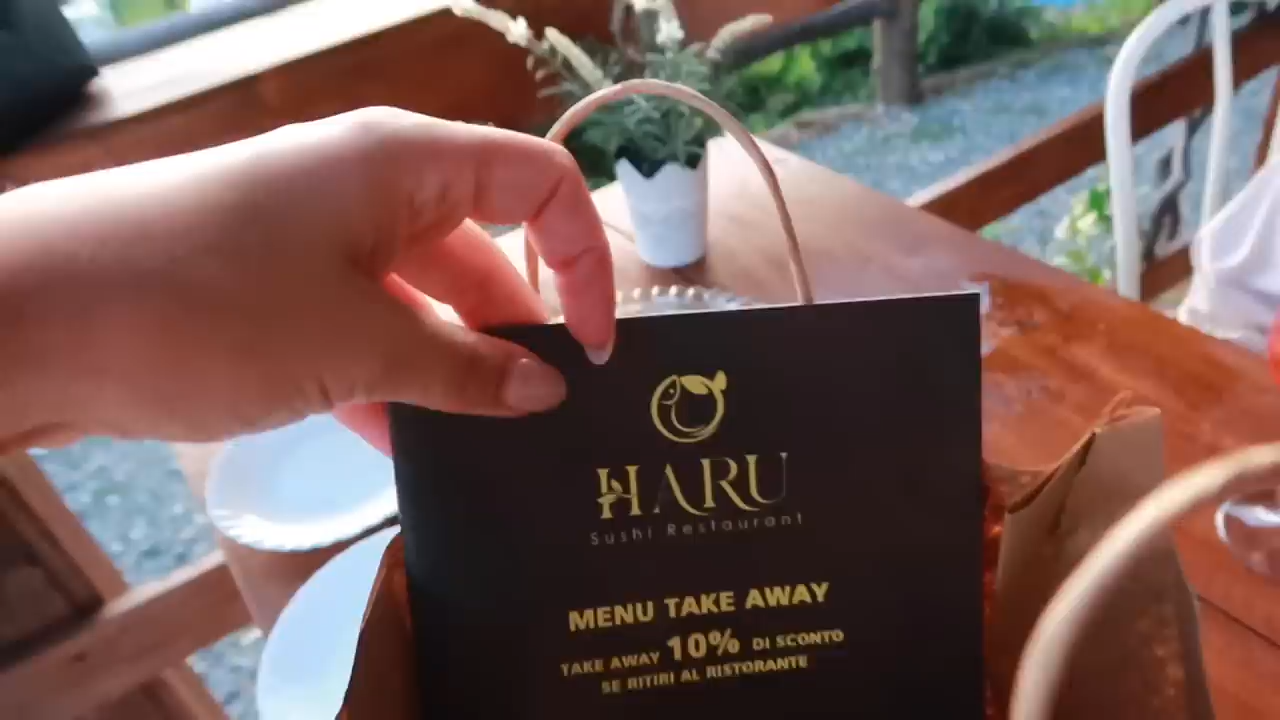 HARU
Sushi Restaurant
MENU TAKE AWAY
TAKE AWAY 10% DI SCONTO
SE RITIRI AL RISTORANTE